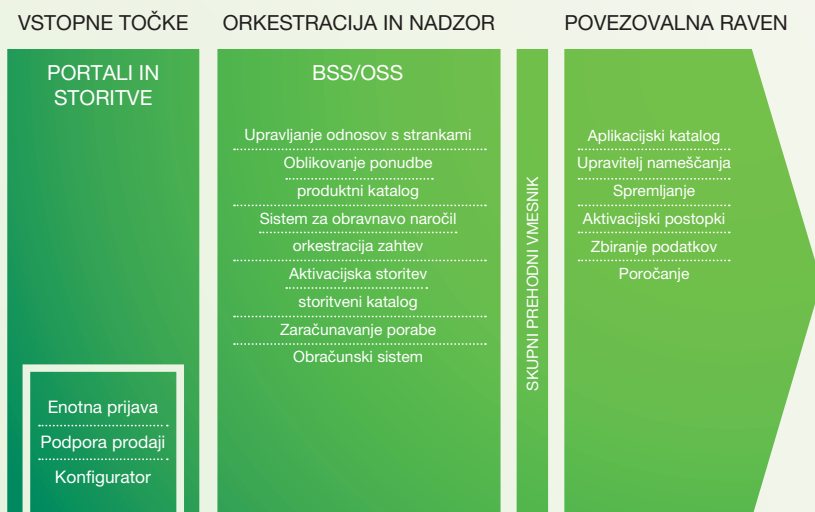 VSTOPNE TOČKE
PORTALI IN
STORITVE
Enotna prijava
Podpora prodaji
Konfigurator
ORKESTRACIJA IN NADZOR
BSS/OSS
Upravljanje odnosov s strankami
Oblikovanje ponudbe
produktni katalog
Sistem za obravnavo naročil
orkestracija zahtev
Aktivacijska storitev
storitveni katalog
Zaračunavanje porabe
Obračunski sistem
SKUPNI PREHODNI VMESNIK
POVEZOVALNA RAVEN
Aplikacijski katalog
Upravitelj nameščanja
Spremljanje
Aktivacijski postopki
Zbiranje podatkov
Poročanje